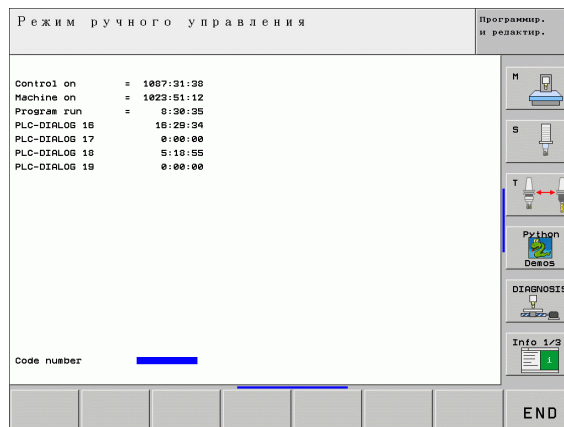 Режим ручного управления
Програмmир.
и редактир.
Control on = 1087:31:38
Machine on = 1023:51:12
Program run = 8:30:35
PLC-DIALOG 16 16:29:34
PLC-DIALOG 17 0:00:00
PLC-DIALOG 18 5:18:55
PLC-DIALOG 19 0:00:00
Code number
M
S
T
Python
Demos
DIAGNOSIS
Info 1/3
i
END